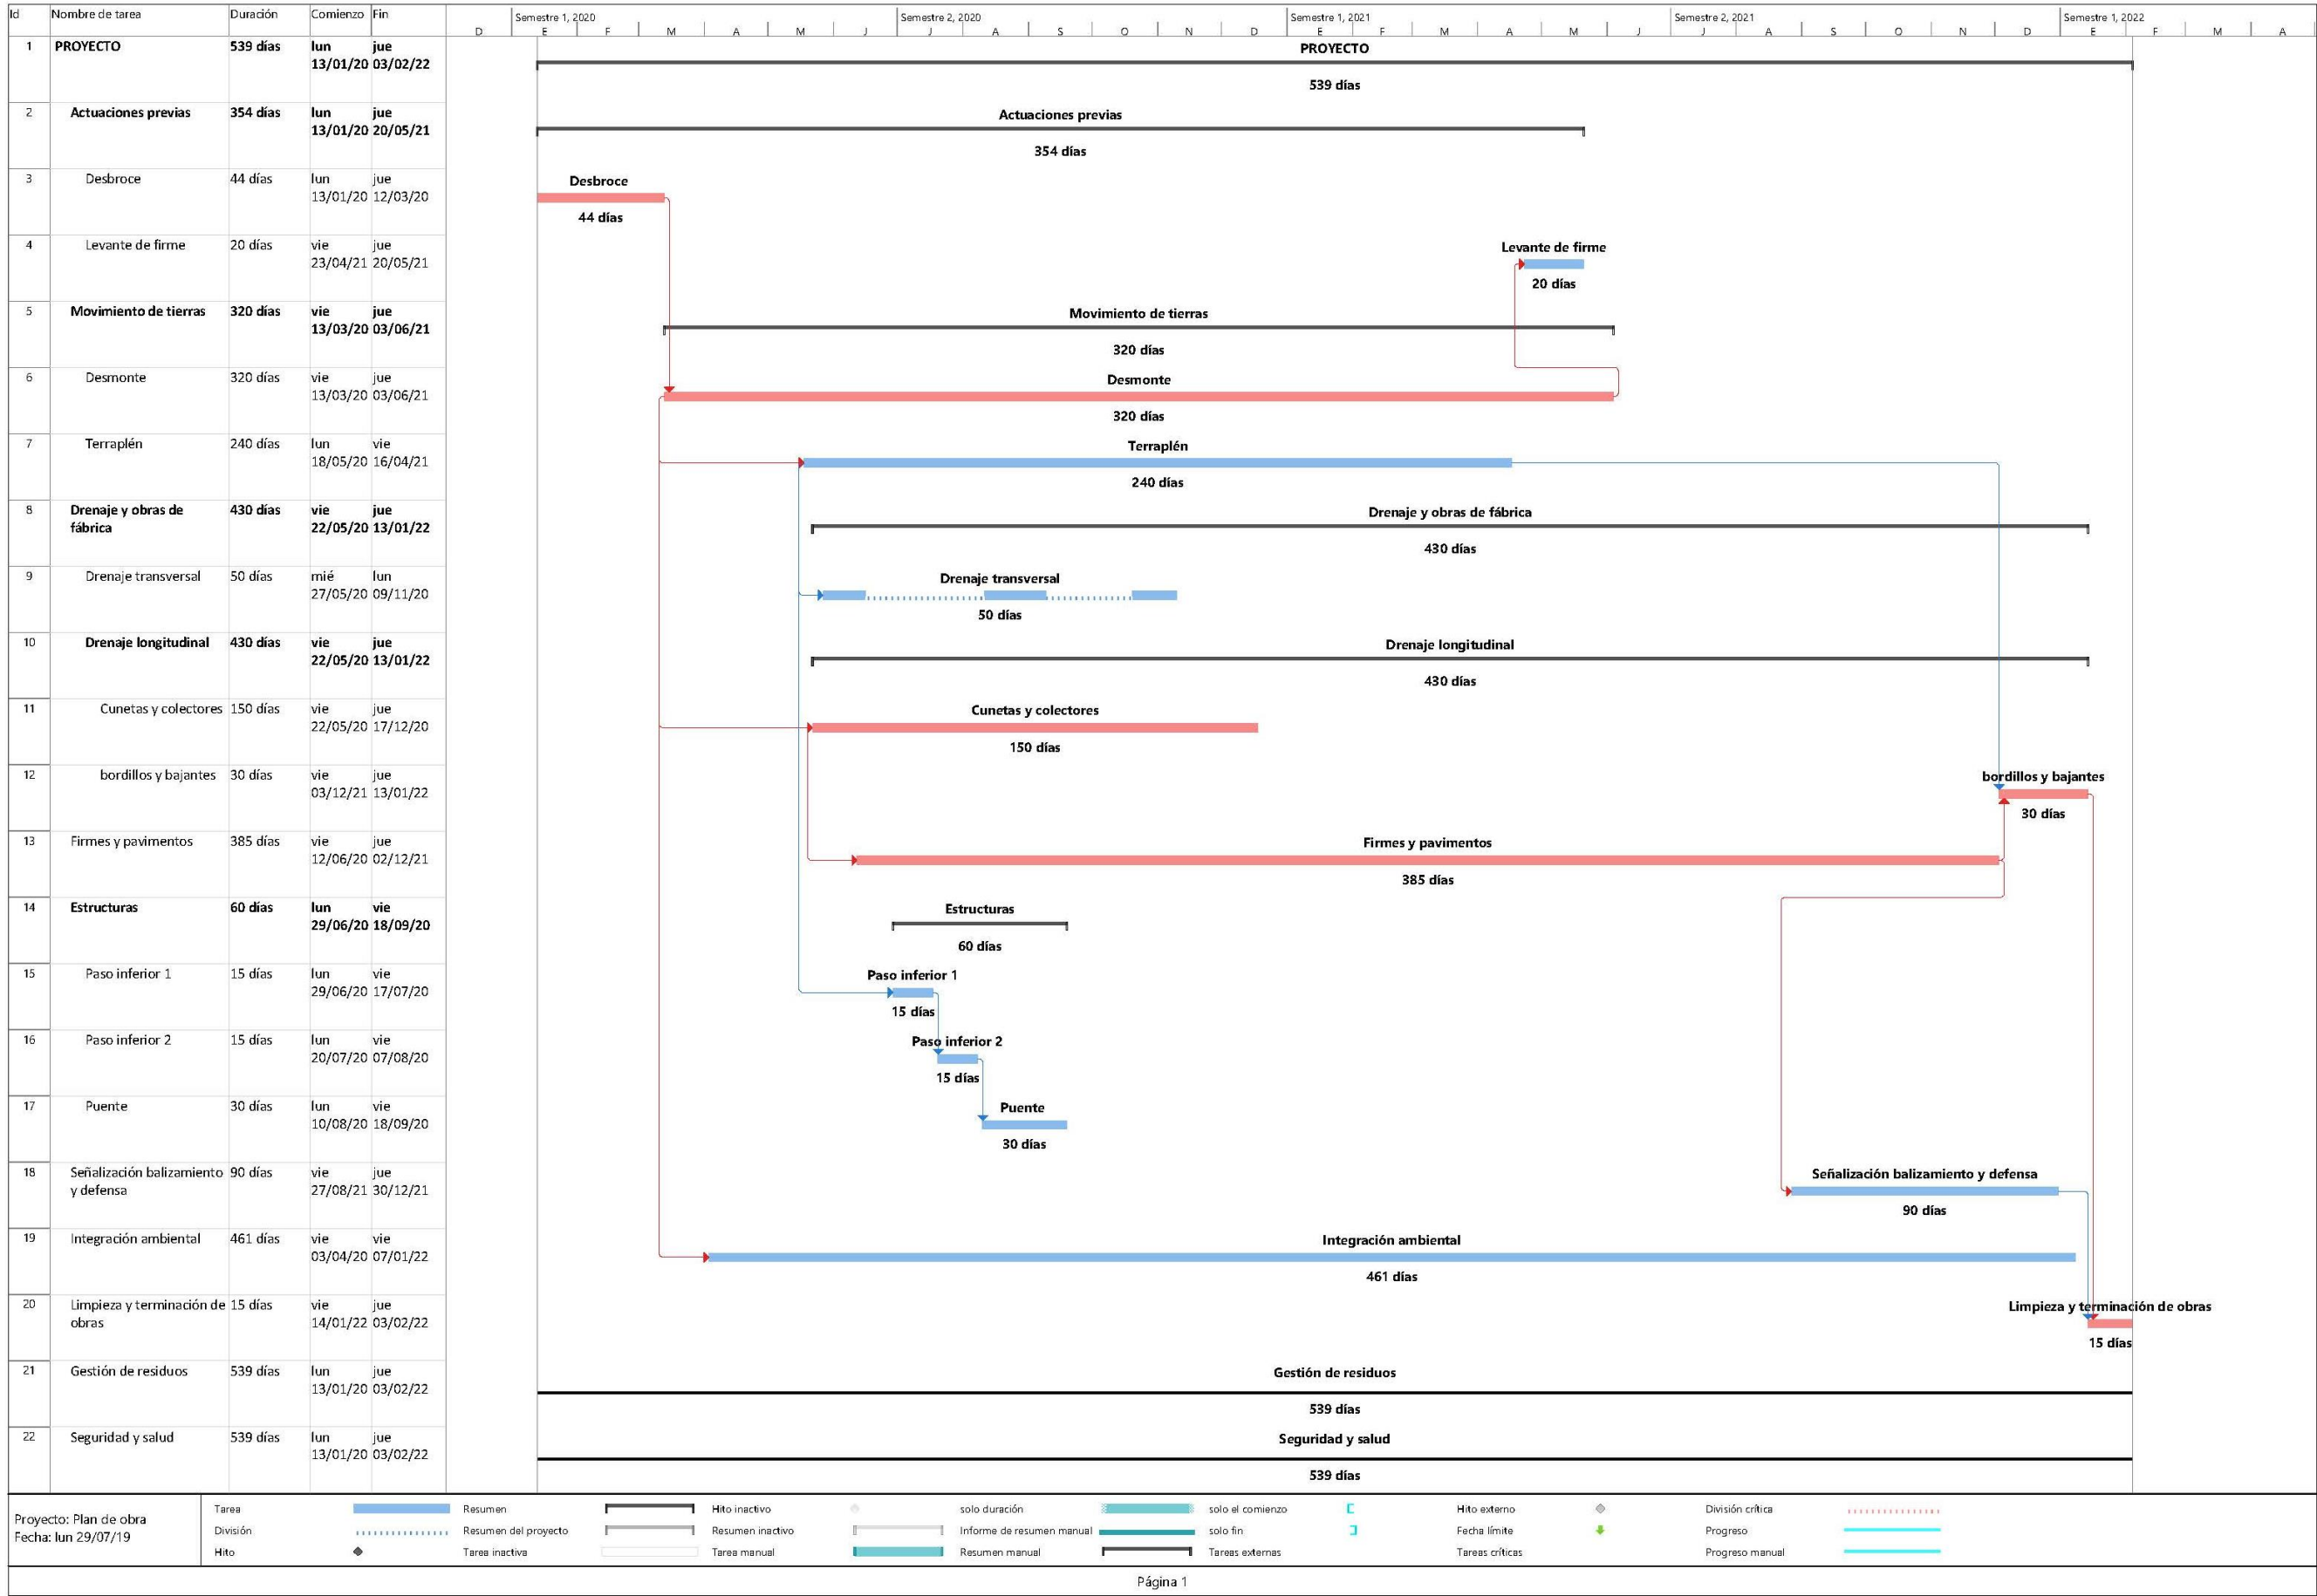 Id Nombre de tarea Duración Comienzo Fin
Semestre 1, 2020 Semestre 2, 2020 Semestre 1, 2021 Semestre 2, 2021 Semestre 1, 2022
D E F M A M J J A S O N D E F M A M J J A S O N D E F M A
1 PROYECTO 539 días lun jue
13/01/20 03/02/22
PROYECTO
539 días
2 Actuaciones previas 354 días lun jue
13/01/20 20/05/21
Actuaciones previas
354 días
3 Desbroce 44 días lun jue
13/01/20 12/03/20
Desbroce
44 días
4 Levante de firme 20 días vie jue
23/04/21 20/05/21
Levante de firme
20 días
5 Movimiento de tierras 320 días vie jue
13/03/20 03/06/21
Movimiento de tierras
320 días
6 Desmonte 320 días vie jue
13/03/20 03/06/21
Desmonte
320 días
7 Terraplén 240 días lun vie
18/05/20 16/04/21
Terraplén
240 días
8 Drenaje y obras de 430 días vie jue
fábrica 22/05/20 13/01/22
Drenaje y obras de fábrica
430 días
9 Drenaje transversal 50 días mié lun
27/05/20 09/11/20
Drenaje transversal
50 días
10 Drenaje longitudinal 430 días vie jue
22/05/20 13/01/22
Drenaje longitudinal
430 días
11 Cunetas y colectores 150 días vie jue
22/05/20 17/12/20
Cunetas y colectores
150 días
12 bordillos y bajantes 30 días vie jue
03/12/21 13/01/22
bordillos y bajantes
30 días
13 Firmes y pavimentos 385 días vie jue
12/06/20 02/12/21
Firmes y pavimentos
385 días
14 Estructuras 60 días lun vie
29/06/20 18/09/20
Estructuras
60 días
15 Paso inferior 1 15 días lun vie
29/06/20 17/07/20
Paso inferior 1
15 días
16 Paso inferior 2 15 días lun vie
20/07/20 07/08/20
Paso inferior 2
15 días
17 Puente 30 días lun vie
10/08/20 18/09/20
Puente
30 días
18 Señalización balizamiento 90 días vie jue
y defensa 27/08/21 30/12/21
Señalización balizamiento y defensa
90 días
19 Integración ambiental 461 días vie vie
03/04/20 07/01/22
Integración ambiental
461 días
20 Limpieza y terminación de 15 días vie jue
obras 14/01/22 03/02/22
Limpieza y terminación de obras
15 días
21 Gestión de residuos 539 días lun jue
13/01/20 03/02/22
Gestión de residuos
539 días
22 Seguridad y salud 539 días lun jue
13/01/20 03/02/22
Seguridad y salud
539 días
Proyecto: Plan de obra
Fecha: lun 29/07/19
Tarea Resumen Hito inactivo solo duración solo el comienzo Hito externo División crítica
División Resumen del proyecto Resumen inactivo Informe de resumen manual solo fin Fecha límite Progreso
Hito Tarea inactiva Tarea manual Resumen manual Tareas externas Tareas críticas Progreso manual
Página 1